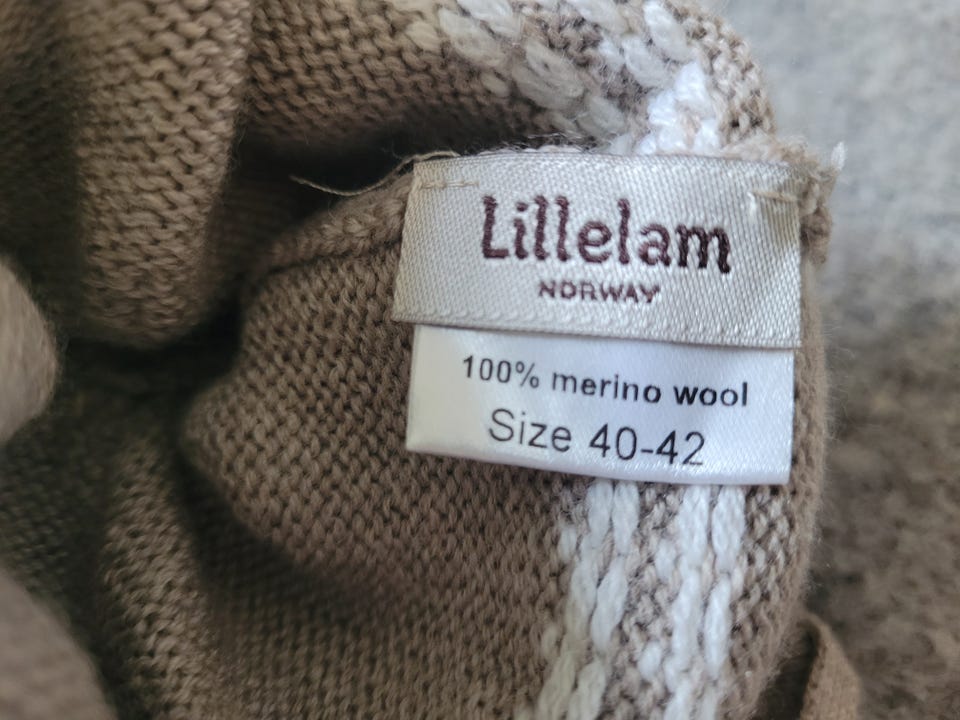 Lillelam
NORWAY
100% merino wool
Size 40-42